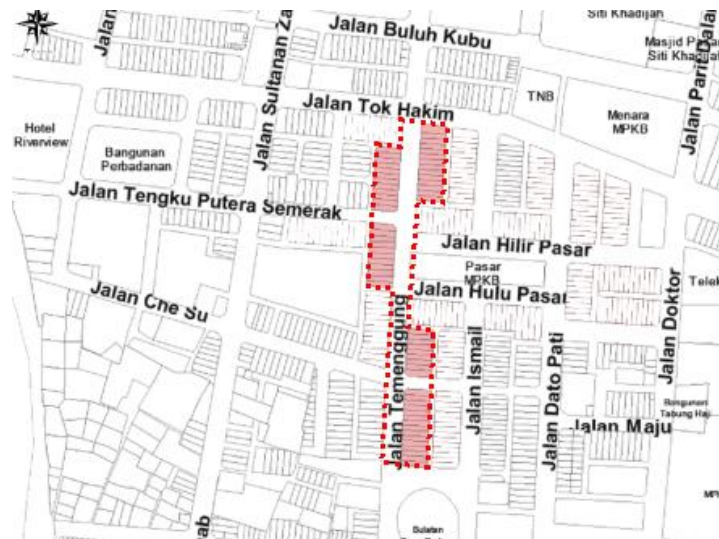 Siti Khadijah
Jalan Buluh Kubu
Siti Khadijah
Jalan Sultanan Za
Jalan
Jalan Tok Hakim
TNB
Menara
MPKB
Hotel
Riverview
Bangunan
Perbadanan
Jalan Tengku Putera Semerak
Jalan Hilir Pasar
Pasar
MPKB
Jalan Hulu Pasar
Jalan Che Su
Jalan Temenggung
Jalan Ismail
Jalan Dato Pati
Jalan Doktor
Bangunan
Tabung Haji
Jalan Maju
ab